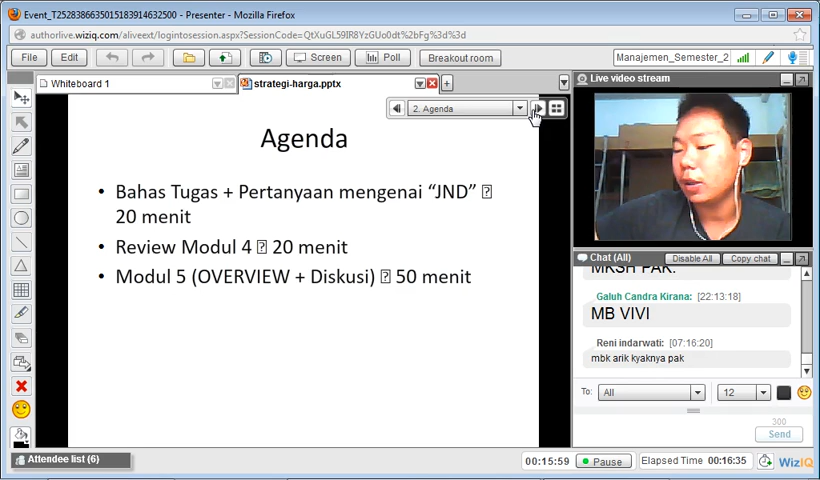 Event_T2528386635015183914632500 - Presenter - Mozilla Firefox
authorlive.wiziq.com/aliveext/logintosession.aspx?SessionCode=QtXuGL59IR8YzGUo0dt%2bLFg%3d%3d
File Edit Screen Poll Breakout room Manajemen_Semester_2
Whiteboard 1 strategi-harga.pptx
2. Agenda
Agenda
• Bahas Tugas + Pertanyaan mengenai “JND”
20 menit
• Review Modul 4 20 menit
• Modul 5 (OVERVIEW + Diskusi) 50 menit
Live video stream
Chat (All) Disable All Copy chat
MKSH PAK.
Galuh Candra Kirana: [22:13:18]
MB VIVI
Reni indarwati: [07:16:20]
mbk arik kyaknya pak
To: All 12
300
Send
Attendee list (6) 00:15:59 Pause Elapsed Time 00:16:35 WizIQ